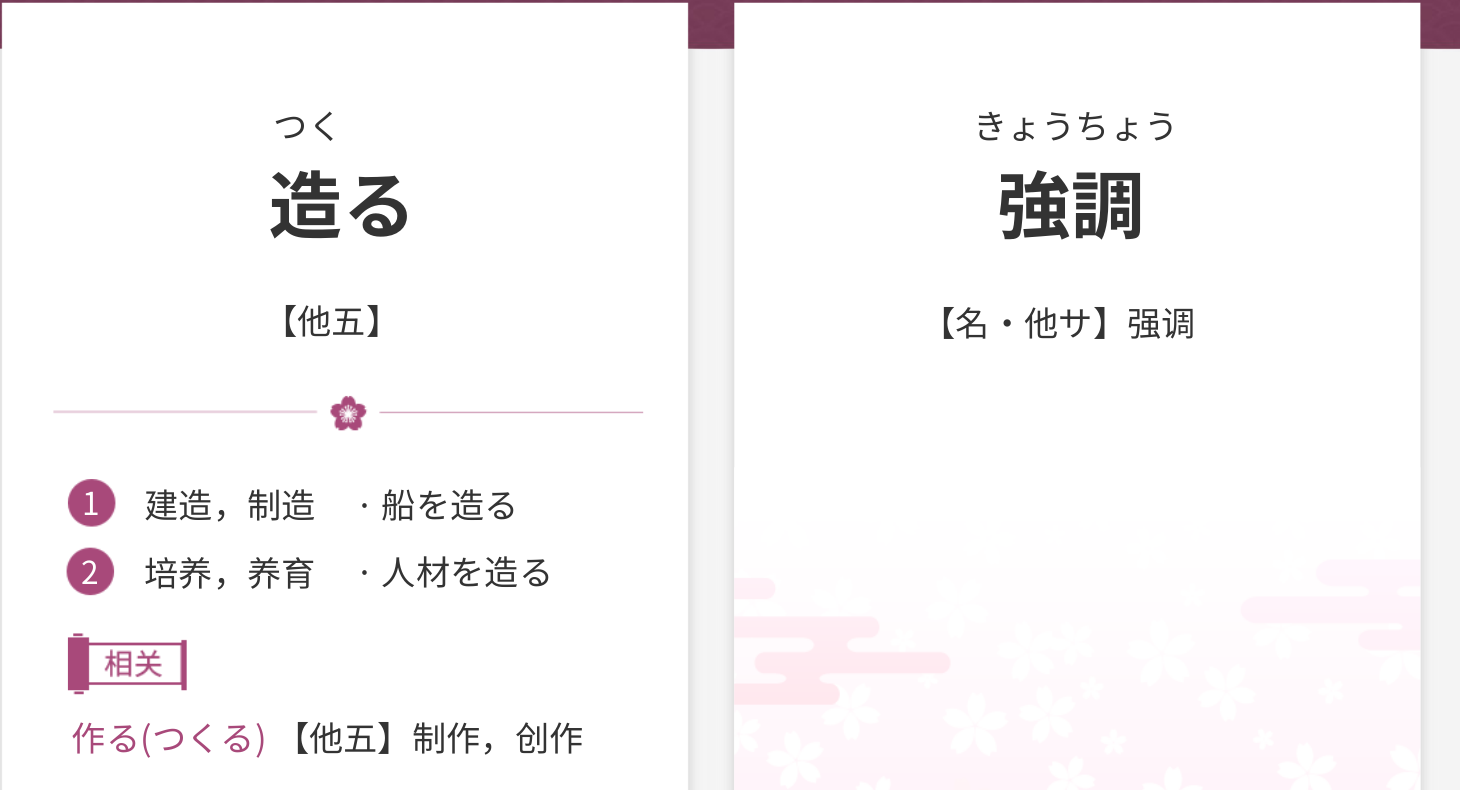 つく
造る
【他五】
1 建造，制造 ·船を造る
2 培养，养育 ·人材を造る
相关
作る(つくる) 【他五】制作，创作
きょうちょう
強調
【名・他サ】强调